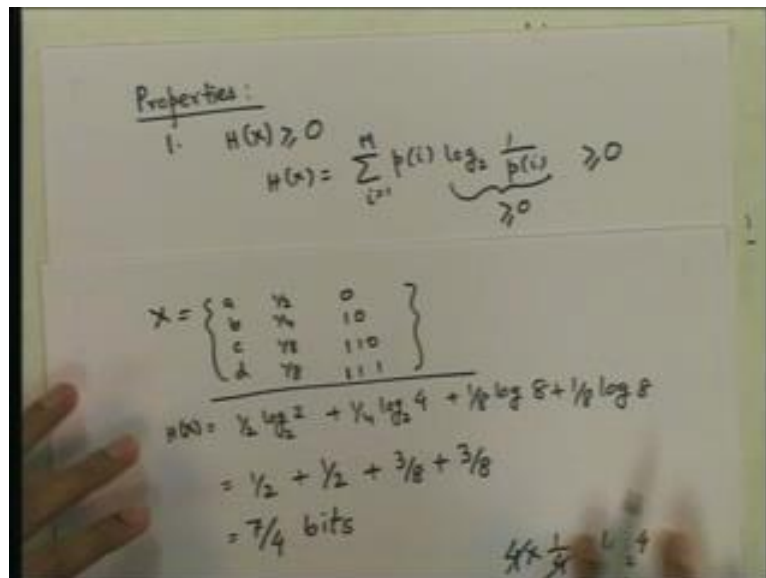 Properties:
1. H(x) ≥ 0
H(x) = ∑_{i=1}^{M} p(i) log₂ 1/p(i) ≥ 0
≥ 0
X = { a 1/2 0
b 1/4 10
c 1/8 110
d 1/8 111 }
H(x) = 1/2 log₂ 2 + 1/4 log₂ 4 + 1/8 log 8 + 1/8 log 8
= 1/2 + 1/2 + 3/8 + 3/8
= 7/4 bits